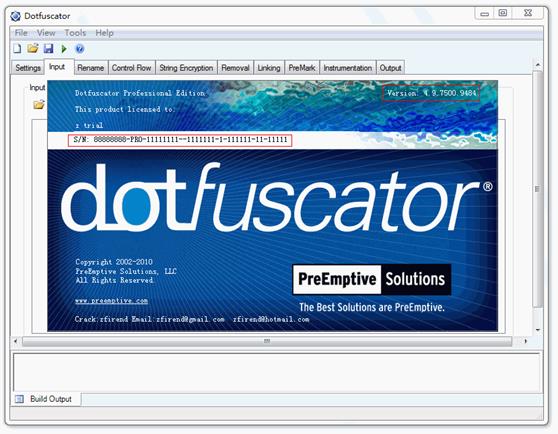 Dotfuscator
File View Tools Help
Settings Input Rename Control Flow String Encryption Removal Linking PreMark Instrumentation Output
Input
Dotfuscator Professional Edition
Version: 4.9.7500.9484
This product licensed to:
z trial
S/N: 88888888-PRO-11111111--1111111-1-111111-11-11111
dotfuscator®
Copyright 2002-2010
PreEmptive Solutions, LLC
All Rights Reserved.
PreEmptive Solutions
www.preemptive.com
The Best Solutions are PreEmptive.
Crack:zfirend Email:zfirend@gmail.com zfirend@hotmail.com
Build Output